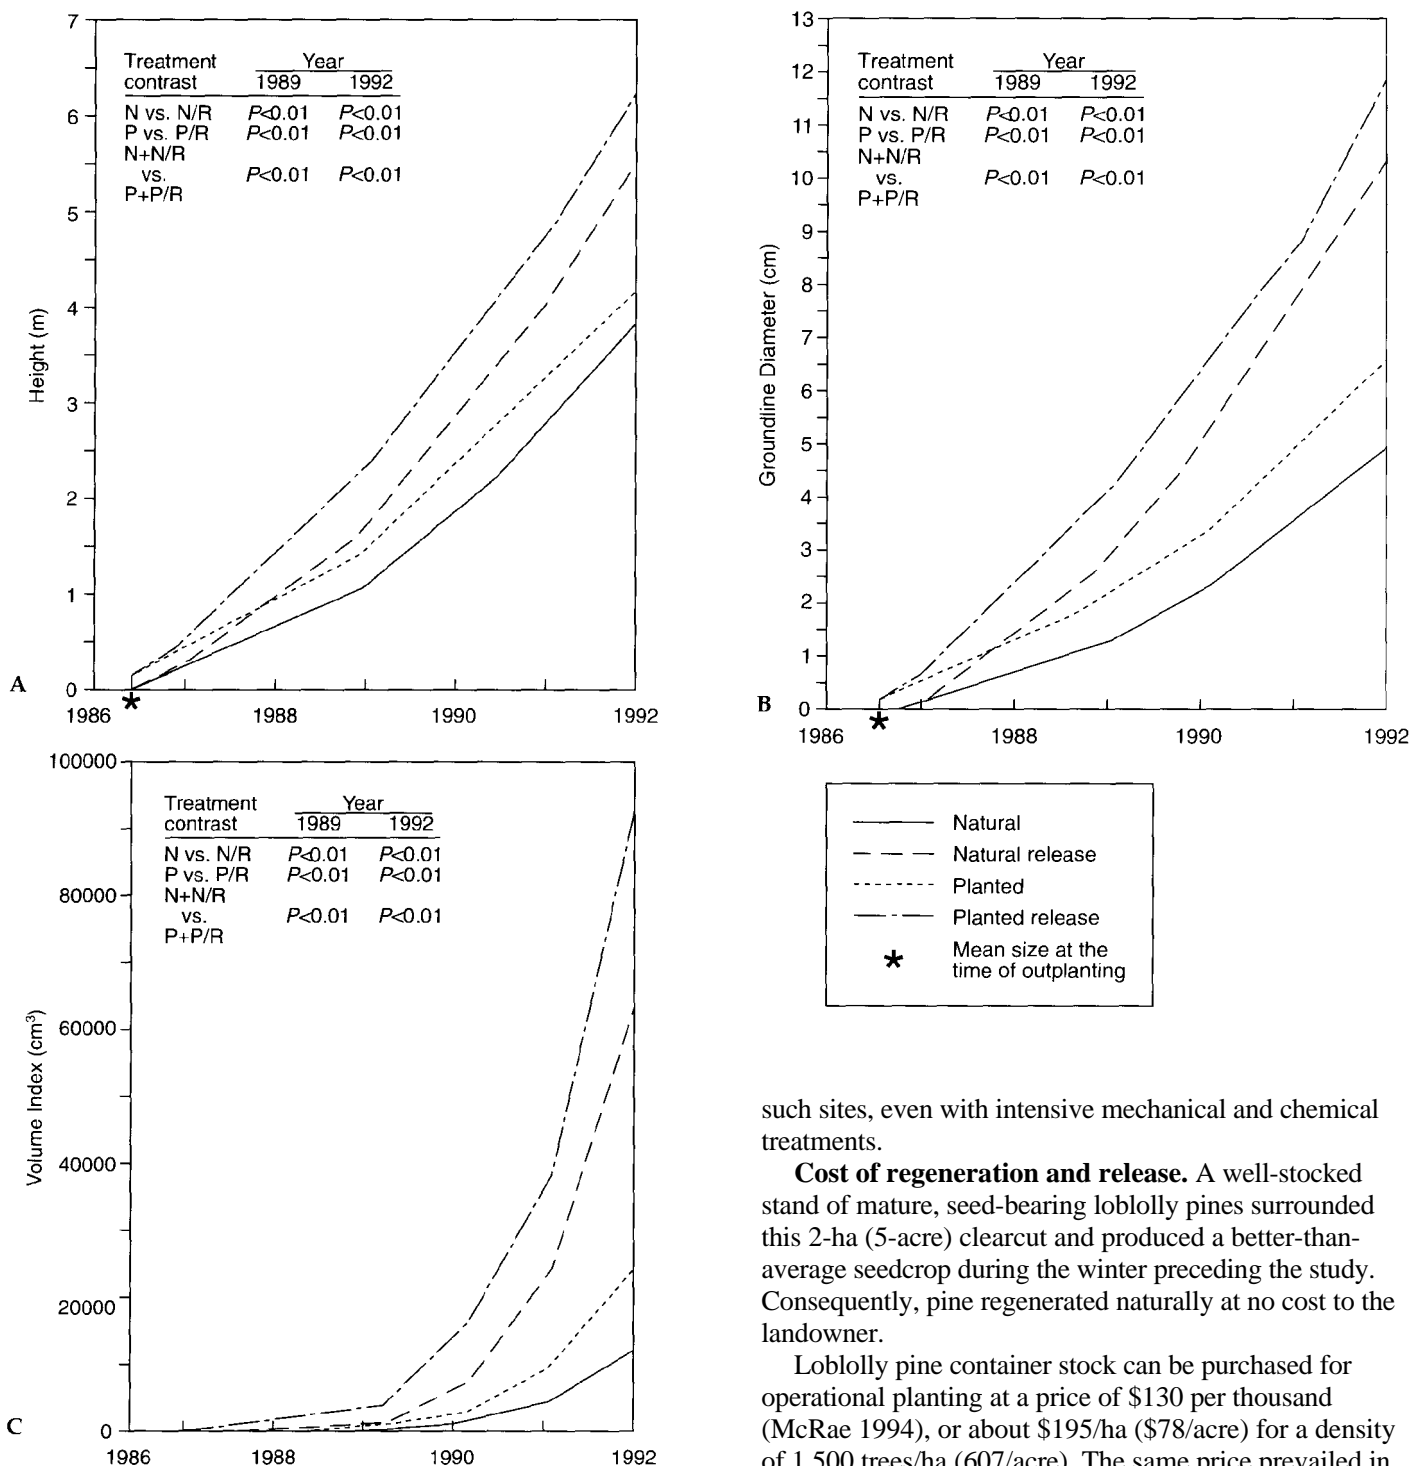 7
6
5
4
3
2
1
0
Height (m)
Treatment Year
contrast 1989 1992
N vs. N/R P<0.01 P<0.01
P vs. P/R P<0.01 P<0.01
N+N/R
vs. P<0.01 P<0.01
P+P/R
A
*
1986 1988 1990 1992
13
12
11
10
9
8
7
6
5
4
3
2
1
0
Groundline Diameter (cm)
Treatment Year
contrast 1989 1992
N vs. N/R P<0.01 P<0.01
P vs. P/R P<0.01 P<0.01
N+N/R
vs. P<0.01 P<0.01
P+P/R
B
*
1986 1988 1990 1992
100000
80000
60000
40000
20000
0
Volume Index (cm³)
Treatment Year
contrast 1989 1992
N vs. N/R P<0.01 P<0.01
P vs. P/R P<0.01 P<0.01
N+N/R
vs. P<0.01 P<0.01
P+P/R
C
1986 1988 1990 1992
Natural
Natural release
Planted
Planted release
* Mean size at the
time of outplanting
such sites, even with intensive mechanical and chemical
treatments.
Cost of regeneration and release. A well-stocked
stand of mature, seed-bearing loblolly pines surrounded
this 2-ha (5-acre) clearcut and produced a better-than-
average seedcrop during the winter preceding the study.
Consequently, pine regenerated naturally at no cost to the
landowner.
Loblolly pine container stock can be purchased for
operational planting at a price of $130 per thousand
(McRae 1994), or about $195/ha ($78/acre) for a density
of 1,500 trees/ha (607/acre). The same price prevailed in